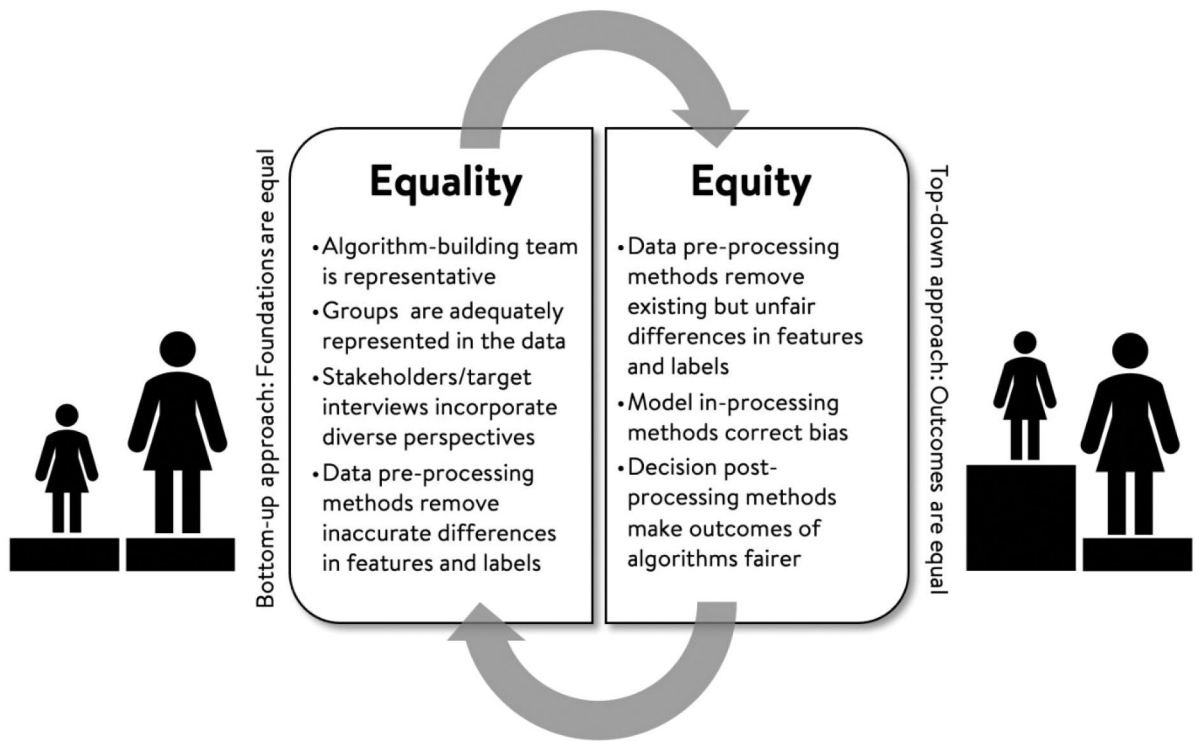 Bottom-up approach: Foundations are equal
Equality
•Algorithm-building team
is representative
•Groups are adequately
represented in the data
•Stakeholders/target
interviews incorporate
diverse perspectives
•Data pre-processing
methods remove
inaccurate differences
in features and labels
Equity
•Data pre-processing
methods remove
existing but unfair
differences in features
and labels
•Model in-processing
methods correct bias
•Decision post-
processing methods
make outcomes of
algorithms fairer
Top-down approach: Outcomes are equal